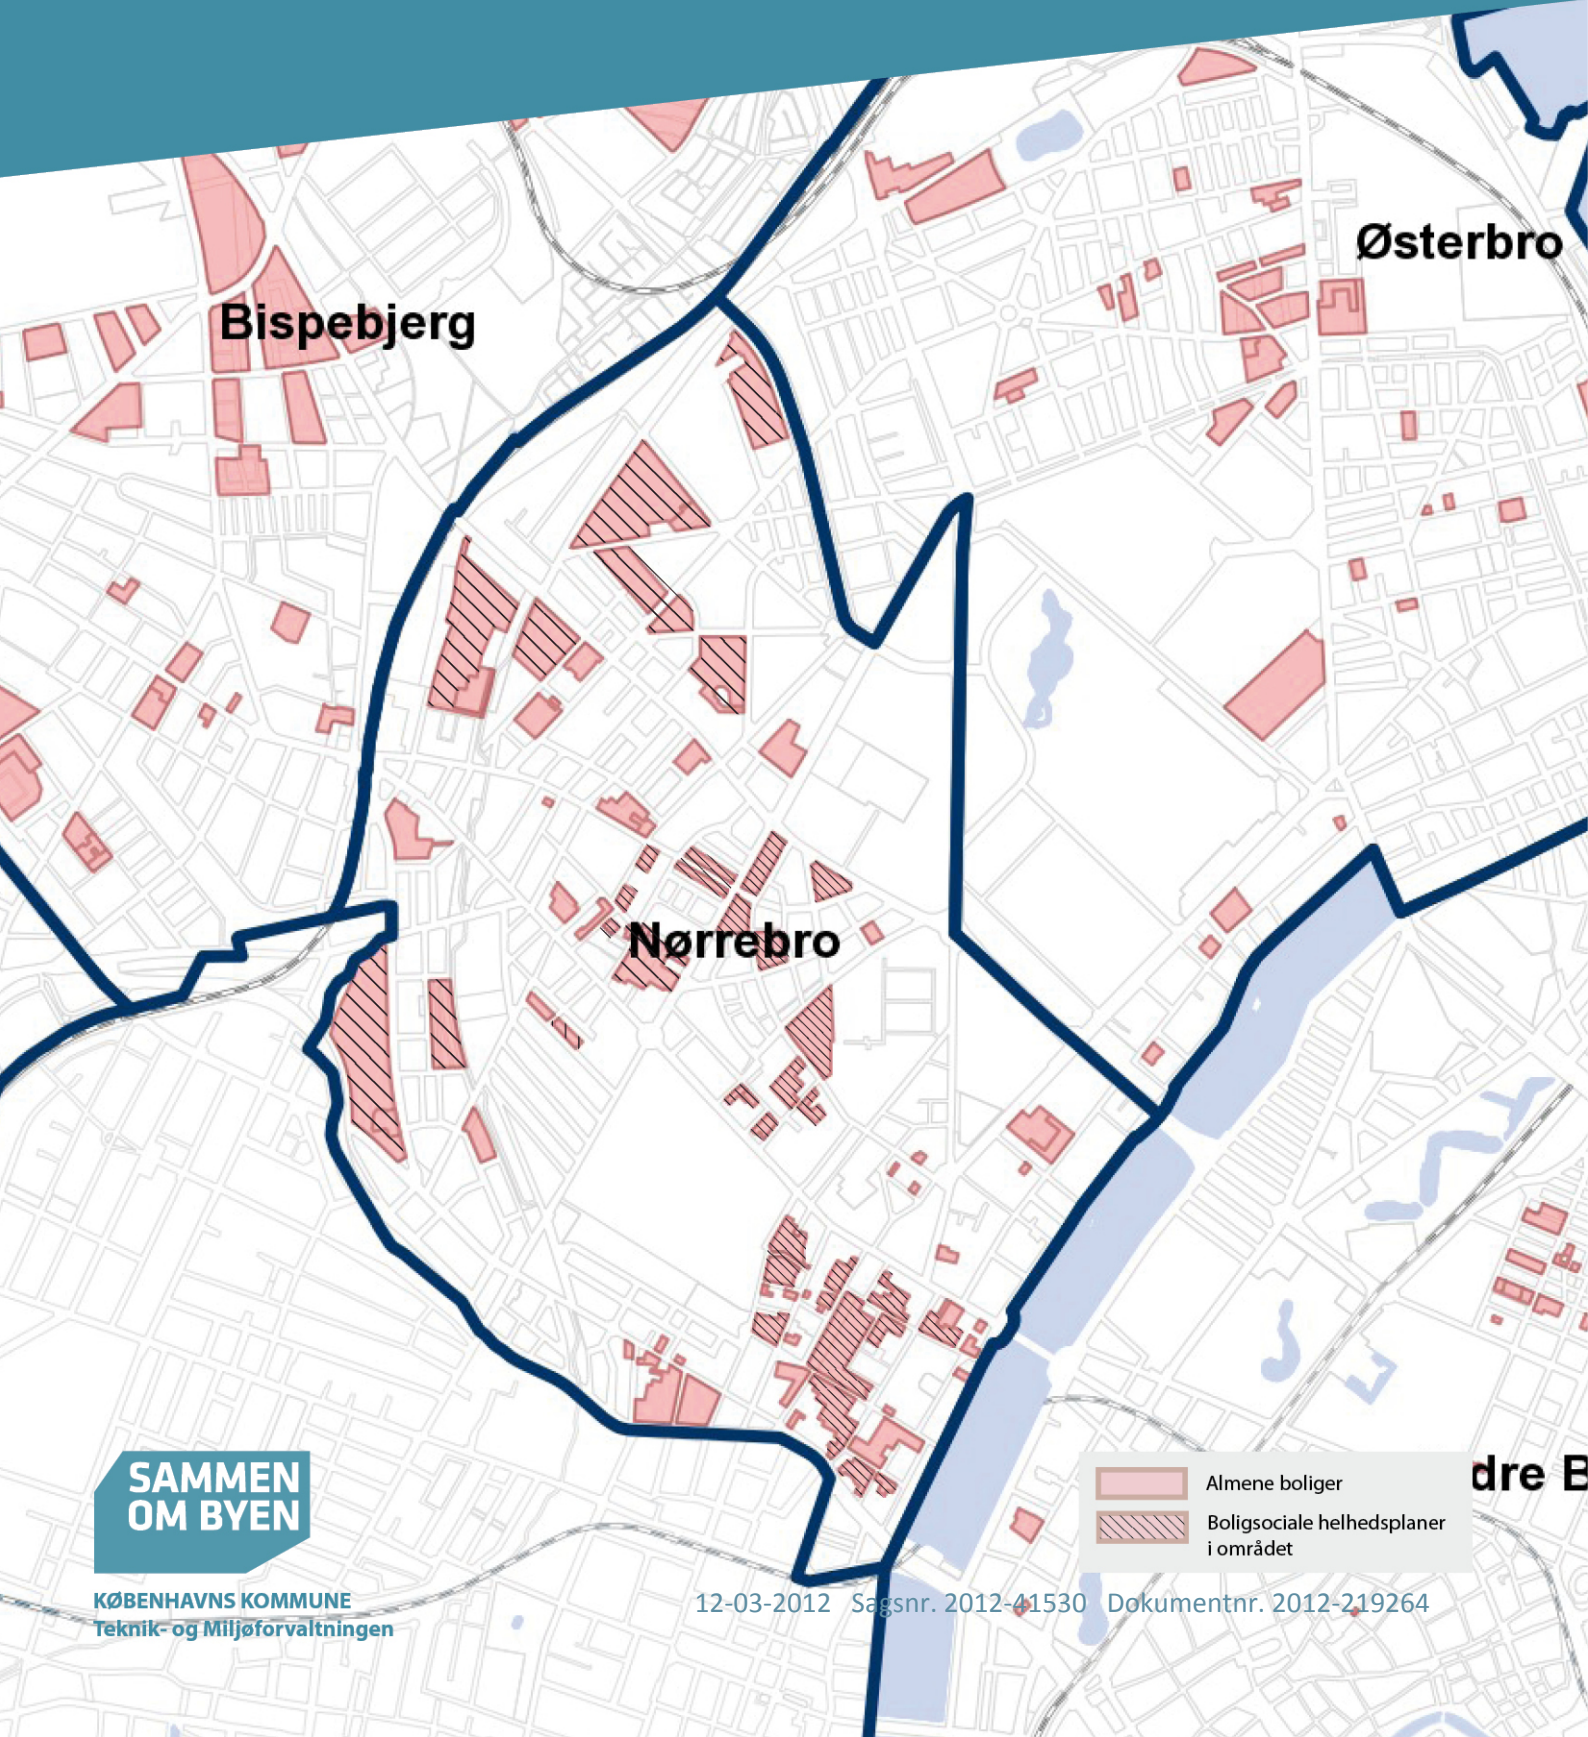 Østerbro
Bispebjerg
Nørrebro
dre B
Almene boliger
Boligsociale helhedsplaner
i området
SAMMEN
OM BYEN
KØBENHAVNS KOMMUNE
Teknik- og Miljøforvaltningen
12-03-2012 Sagsnr. 2012-41530 Dokumentnr. 2012-219264